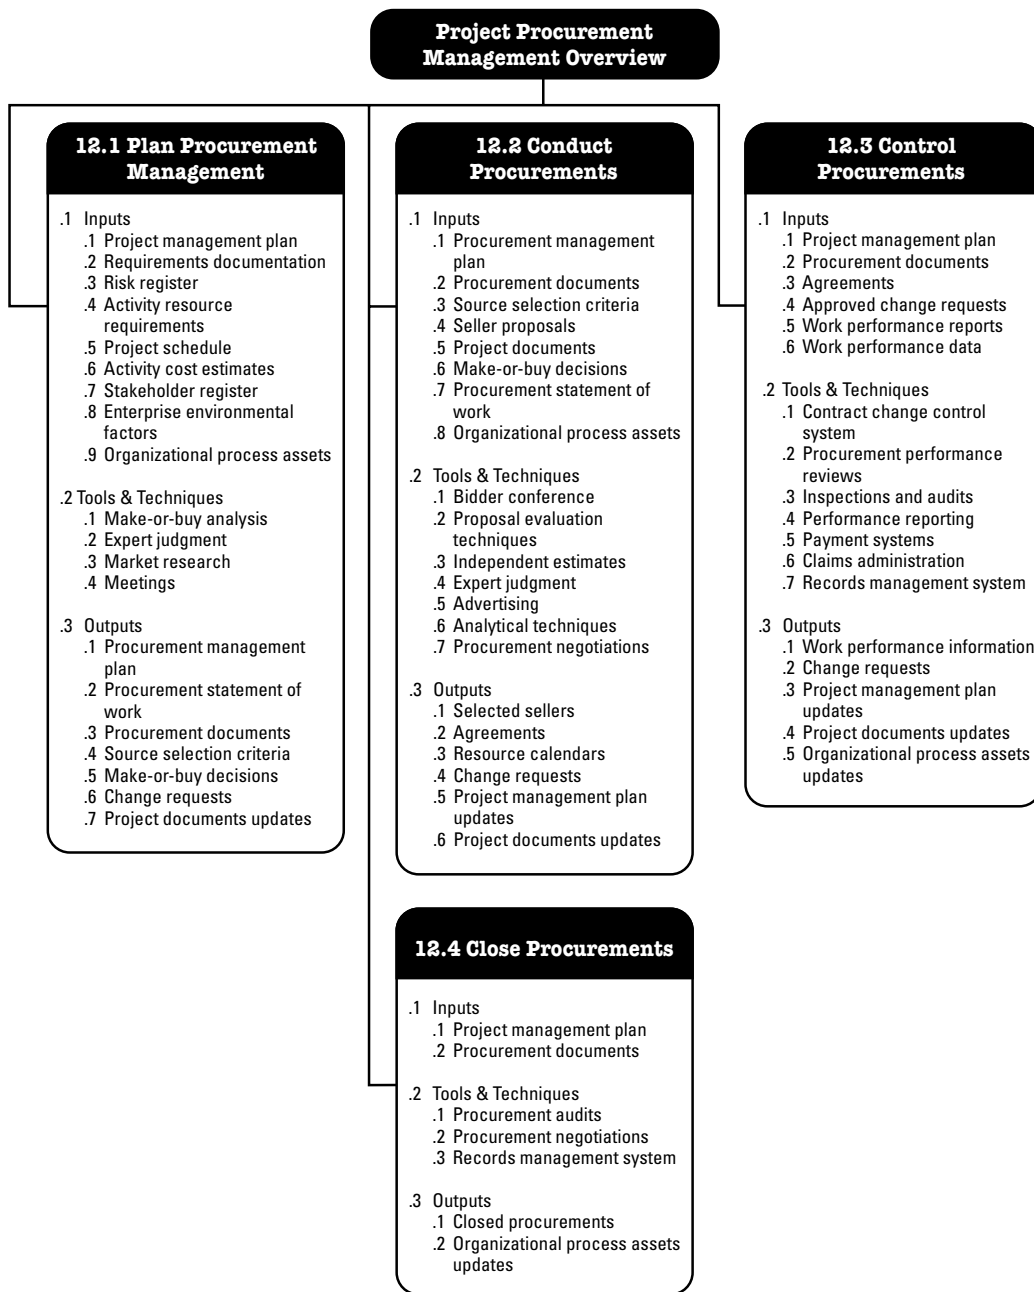 Project Procurement
Management Overview
12.1 Plan Procurement
Management
.1 Inputs
.1 Project management plan
.2 Requirements documentation
.3 Risk register
.4 Activity resource
requirements
.5 Project schedule
.6 Activity cost estimates
.7 Stakeholder register
.8 Enterprise environmental
factors
.9 Organizational process assets
.2 Tools & Techniques
.1 Make-or-buy analysis
.2 Expert judgment
.3 Market research
.4 Meetings
.3 Outputs
.1 Procurement management
plan
.2 Procurement statement of
work
.3 Procurement documents
.4 Source selection criteria
.5 Make-or-buy decisions
.6 Change requests
.7 Project documents updates
12.2 Conduct
Procurements
.1 Inputs
.1 Procurement management
plan
.2 Procurement documents
.3 Source selection criteria
.4 Seller proposals
.5 Project documents
.6 Make-or-buy decisions
.7 Procurement statement of
work
.8 Organizational process assets
.2 Tools & Techniques
.1 Bidder conference
.2 Proposal evaluation
techniques
.3 Independent estimates
.4 Expert judgment
.5 Advertising
.6 Analytical techniques
.7 Procurement negotiations
.3 Outputs
.1 Selected sellers
.2 Agreements
.3 Resource calendars
.4 Change requests
.5 Project management plan
updates
.6 Project documents updates
12.3 Control
Procurements
.1 Inputs
.1 Project management plan
.2 Procurement documents
.3 Agreements
.4 Approved change requests
.5 Work performance reports
.6 Work performance data
.2 Tools & Techniques
.1 Contract change control
system
.2 Procurement performance
reviews
.3 Inspections and audits
.4 Performance reporting
.5 Payment systems
.6 Claims administration
.7 Records management system
.3 Outputs
.1 Work performance information
.2 Change requests
.3 Project management plan
updates
.4 Project documents updates
.5 Organizational process assets
updates
12.4 Close Procurements
.1 Inputs
.1 Project management plan
.2 Procurement documents
.2 Tools & Techniques
.1 Procurement audits
.2 Procurement negotiations
.3 Records management system
.3 Outputs
.1 Closed procurements
.2 Organizational process assets
updates